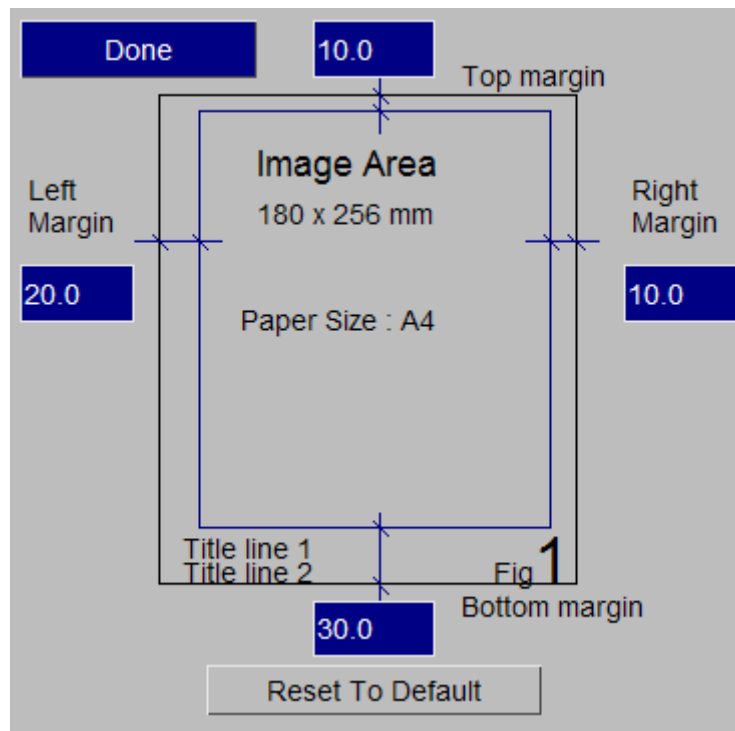 Done
10.0
Top margin
Image Area
180 x 256 mm
Left
Margin
Right
Margin
20.0
10.0
Paper Size : A4
Title line 1
Title line 2
Fig 1
Bottom margin
30.0
Reset To Default